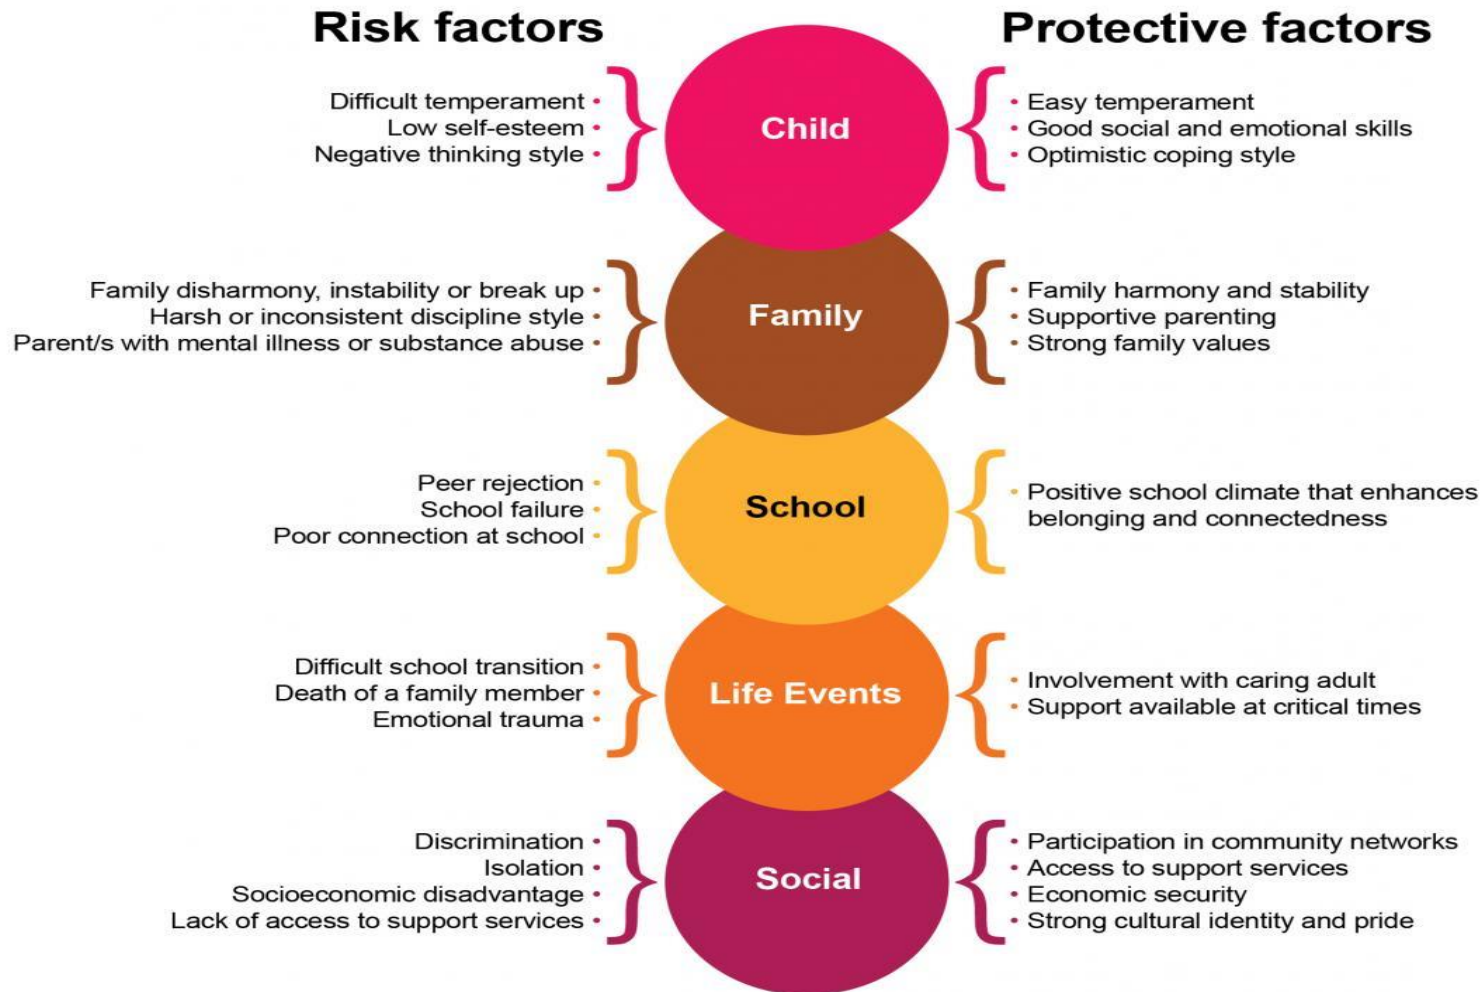 Risk factors
Protective factors
• Difficult temperament
• Low self-esteem
• Negative thinking style
Child
• Easy temperament
• Good social and emotional skills
• Optimistic coping style
Family disharmony, instability or break up •
Harsh or inconsistent discipline style •
Parent/s with mental illness or substance abuse •
Family
• Family harmony and stability
• Supportive parenting
• Strong family values
Peer rejection •
School failure •
Poor connection at school •
School
• Positive school climate that enhances
belonging and connectedness
Difficult school transition •
Death of a family member •
Emotional trauma •
Life Events
• Involvement with caring adult
• Support available at critical times
Discrimination •
Isolation •
Socioeconomic disadvantage •
Lack of access to support services •
Social
• Participation in community networks
• Access to support services
• Economic security
• Strong cultural identity and pride